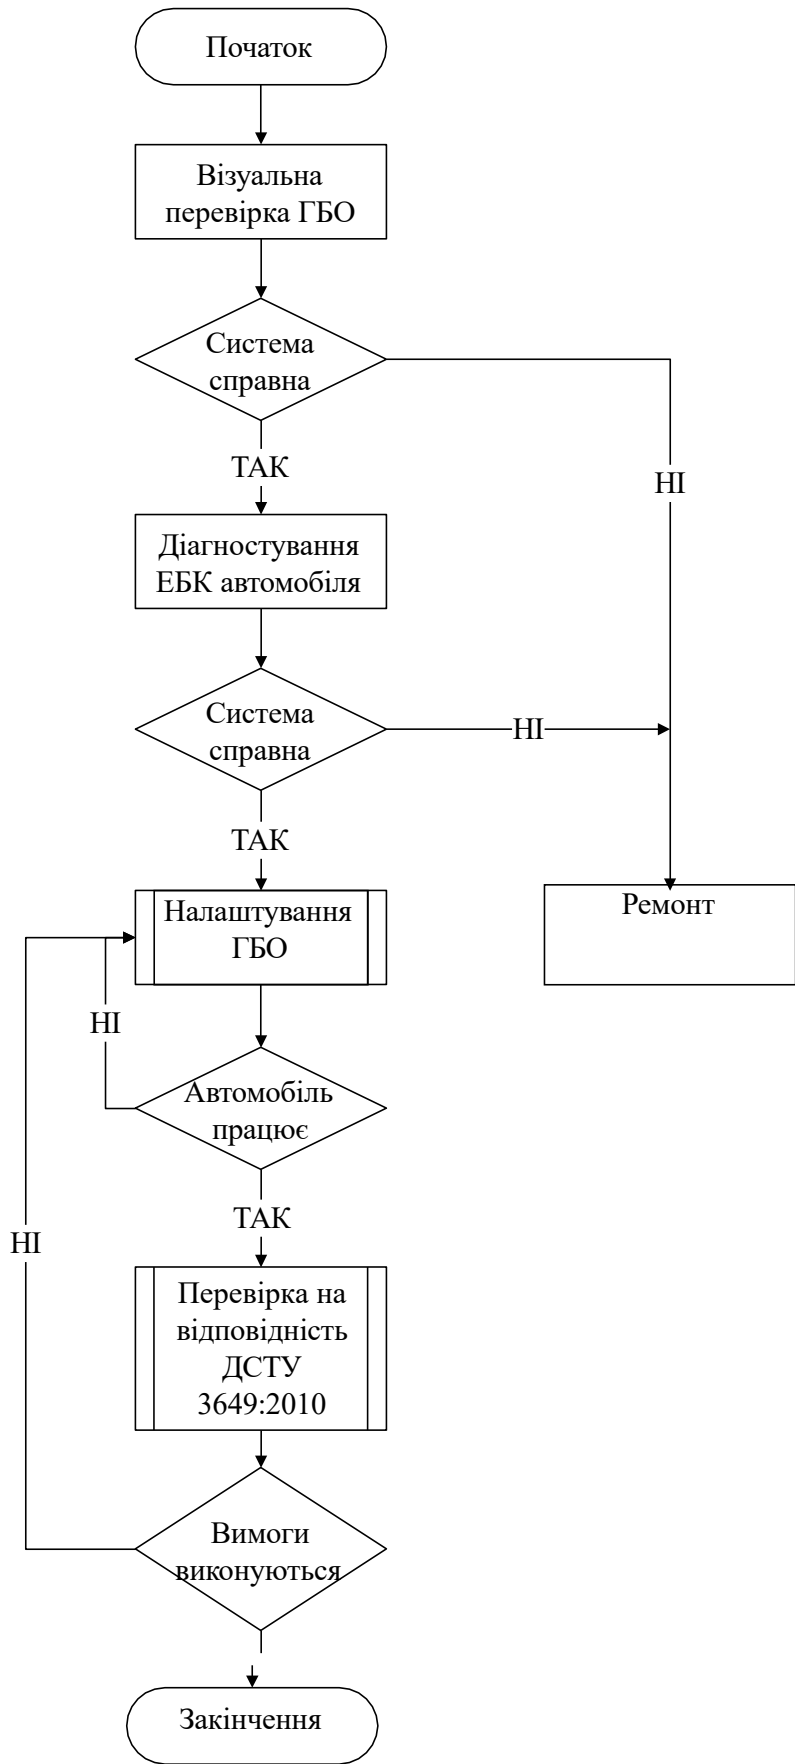 Початок
Візуальна
перевірка ГБО
Система
справна
ТАК
НІ
Діагностування
ЕБК автомобіля
Система
справна
НІ
ТАК
Налаштування
ГБО
Ремонт
НІ
Автомобіль
працює
ТАК
НІ
Перевірка на
відповідність
ДСТУ
3649:2010
Вимоги
виконуються
Закінчення